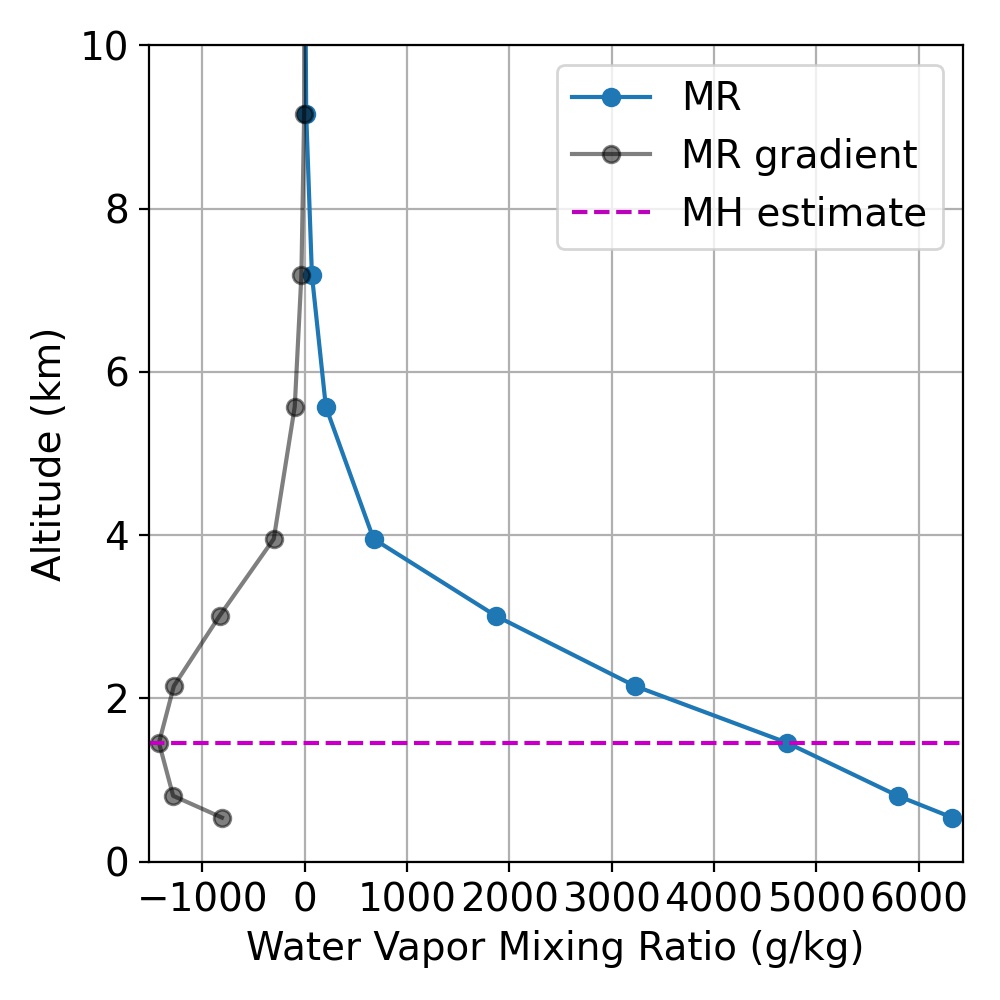 10
8
6
4
2
0
Altitude (km)
MR
MR gradient
MH estimate
−1000 0 1000 2000 3000 4000 5000 6000
Water Vapor Mixing Ratio (g/kg)